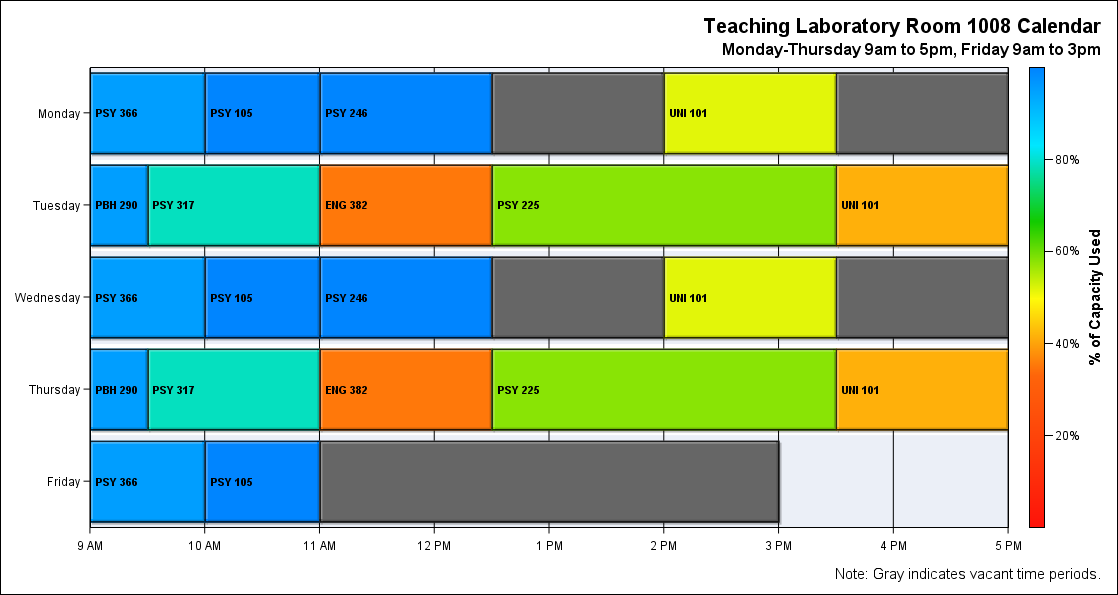 Teaching Laboratory Room 1008 Calendar
Monday-Thursday 9am to 5pm, Friday 9am to 3pm
Monday
PSY 366
PSY 105
PSY 246
UNI 101
Tuesday
PBH 290
PSY 317
ENG 382
PSY 225
UNI 101
Wednesday
PSY 366
PSY 105
PSY 246
UNI 101
Thursday
PBH 290
PSY 317
ENG 382
PSY 225
UNI 101
Friday
PSY 366
PSY 105
9 AM
10 AM
11 AM
12 PM
1 PM
2 PM
3 PM
4 PM
5 PM
80%
60%
40%
20%
% of Capacity Used
Note: Gray indicates vacant time periods.